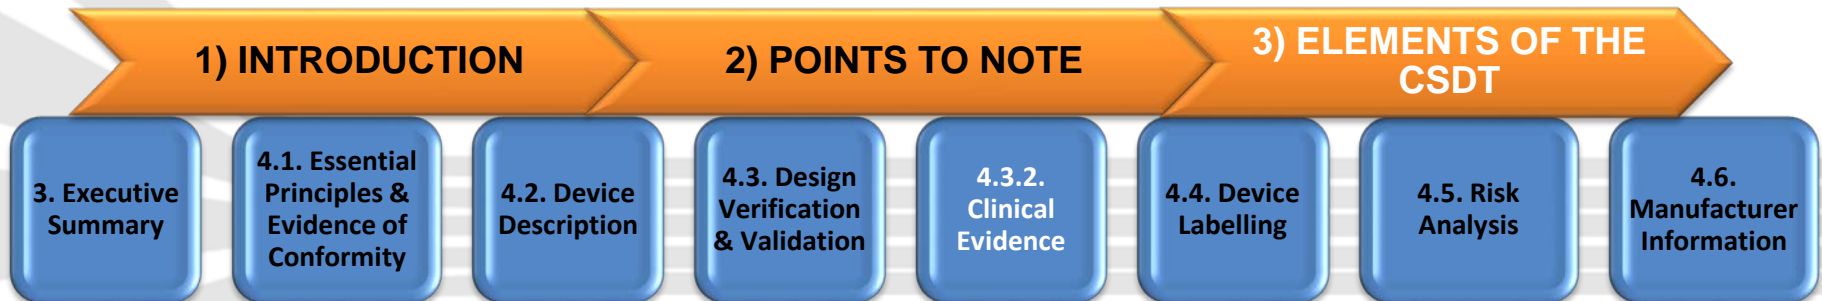 1) INTRODUCTION
2) POINTS TO NOTE
3) ELEMENTS OF THE
CSDT
3. Executive
Summary
4.1. Essential
Principles &
Evidence of
Conformity
4.2. Device
Description
4.3. Design
Verification
& Validation
4.3.2.
Clinical
Evidence
4.4. Device
Labelling
4.5. Risk
Analysis
4.6.
Manufacturer
Information